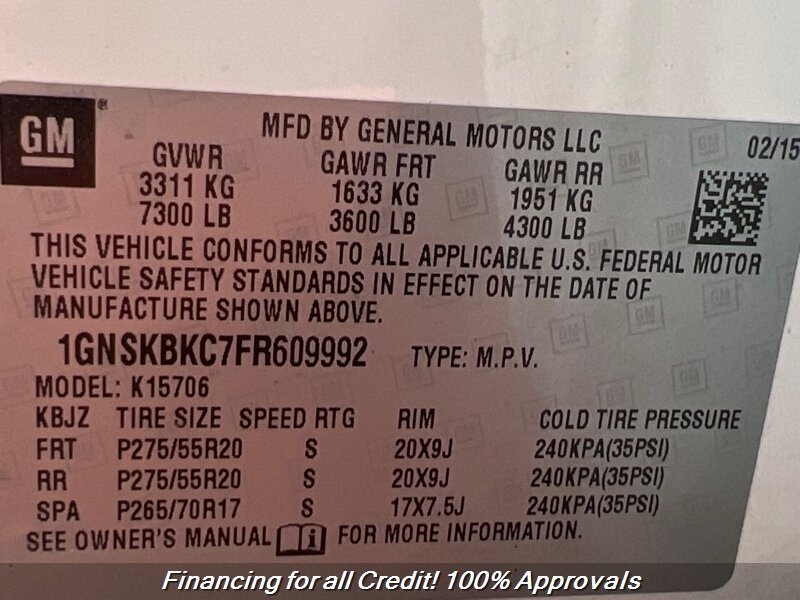 GM ®
MFD BY GENERAL MOTORS LLC 02/15
GVWR GAWR FRT GAWR RR
3311 KG 1633 KG 1951 KG
7300 LB 3600 LB 4300 LB
THIS VEHICLE CONFORMS TO ALL APPLICABLE U.S. FEDERAL MOTOR
VEHICLE SAFETY STANDARDS IN EFFECT ON THE DATE OF
MANUFACTURE SHOWN ABOVE.
1GNSKBKC7FR609992 TYPE: M.P.V.
MODEL: K15706
KBJZ TIRE SIZE SPEED RTG RIM COLD TIRE PRESSURE
FRT P275/55R20 S 20X9J 240KPA(35PSI)
RR P275/55R20 S 20X9J 240KPA(35PSI)
SPA P265/70R17 S 17X7.5J 240KPA(35PSI)
SEE OWNER'S MANUAL i FOR MORE INFORMATION.
Financing for all Credit! 100% Approvals